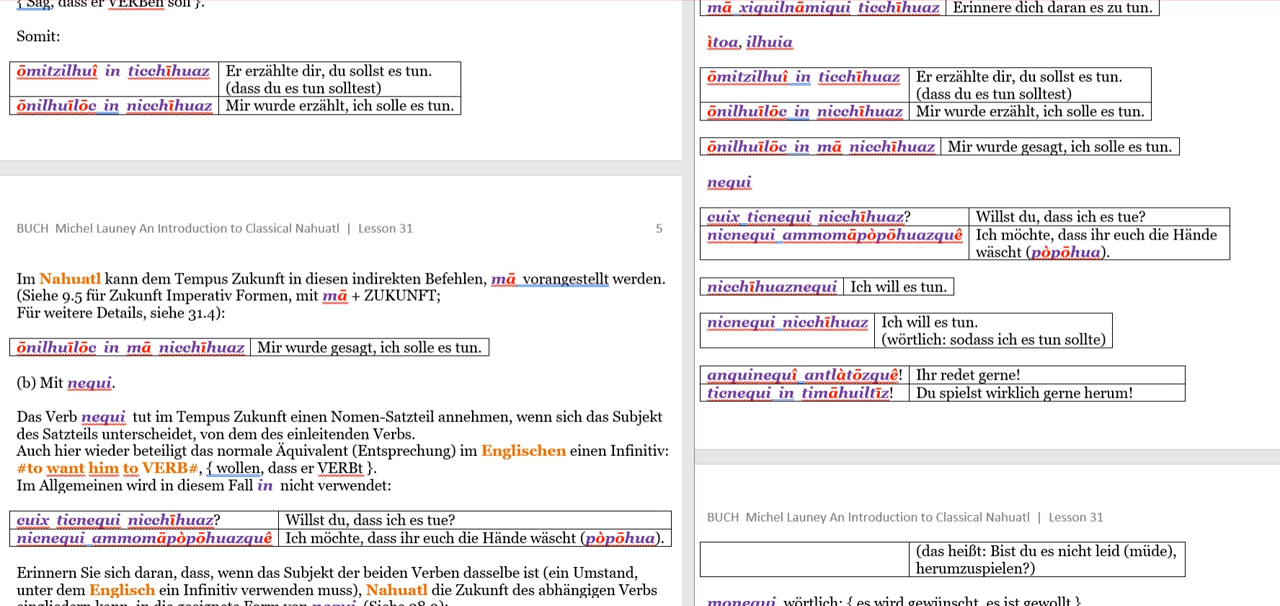 { Sag, dass er VERBen soll }.
Somit:
ōmitzilhuî in ticchīhuaz Er erzählte dir, du sollst es tun.
(dass du es tun solltest)
ōnilhuīlōc in nicchīhuaz Mir wurde erzählt, ich solle es tun.
BUCH Michel Launey An Introduction to Classical Nahuatl | Lesson 31 5
Im Nahuatl kann dem Tempus Zukunft in diesen indirekten Befehlen, mā vorangestellt werden.
(Siehe 9.5 für Zukunft Imperativ Formen, mit mā + ZUKUNFT;
Für weitere Details, siehe 31.4):
ōnilhuīlōc in mā nicchīhuaz Mir wurde gesagt, ich solle es tun.
(b) Mit nequi.
Das Verb nequi tut im Tempus Zukunft einen Nomen-Satzteil annehmen, wenn sich das Subjekt
des Satzteils unterscheidet, von dem des einleitenden Verbs.
Auch hier wieder beteiligt das normale Äquivalent (Entsprechung) im Englischen einen Infinitiv:
#to want him to VERB#, { wollen, dass er VERBt }.
Im Allgemeinen wird in diesem Fall in nicht verwendet:
cuix ticnequi nicchīhuaz? Willst du, dass ich es tue?
nicnequi ammomāpòpōhuazquê Ich möchte, dass ihr euch die Hände wäscht (pòpōhua).
Erinnern Sie sich daran, dass, wenn das Subjekt der beiden Verben dasselbe ist (ein Umstand,
unter dem Englisch ein Infinitiv verwenden muss), Nahuatl die Zukunft des abhängigen Verbs
mā xiquilnāmiqui ticchīhuaz Erinnere dich daran es zu tun.
ìtoa, ilhuia
ōmitzilhuî in ticchīhuaz Er erzählte dir, du sollst es tun.
(dass du es tun solltest)
ōnilhuīlōc in nicchīhuaz Mir wurde erzählt, ich solle es tun.
ōnilhuīlōc in mā nicchīhuaz Mir wurde gesagt, ich solle es tun.
nequi
cuix ticnequi nicchīhuaz? Willst du, dass ich es tue?
nicnequi ammomāpòpōhuazquê Ich möchte, dass ihr euch die Hände
wäscht (pòpōhua).
nicchīhuaznequi Ich will es tun.
nicnequi nicchīhuaz Ich will es tun.
(wörtlich: sodass ich es tun sollte)
anquinequî antlàtōzquê! Ihr redet gerne!
ticnequi in timāhuiltīz! Du spielst wirklich gerne herum!
BUCH Michel Launey An Introduction to Classical Nahuatl | Lesson 31
(das heißt: Bist du es nicht leid (müde),
herumzuspielen?)
monequi wörtlich: { es wird gewünscht, es ist gewollt }